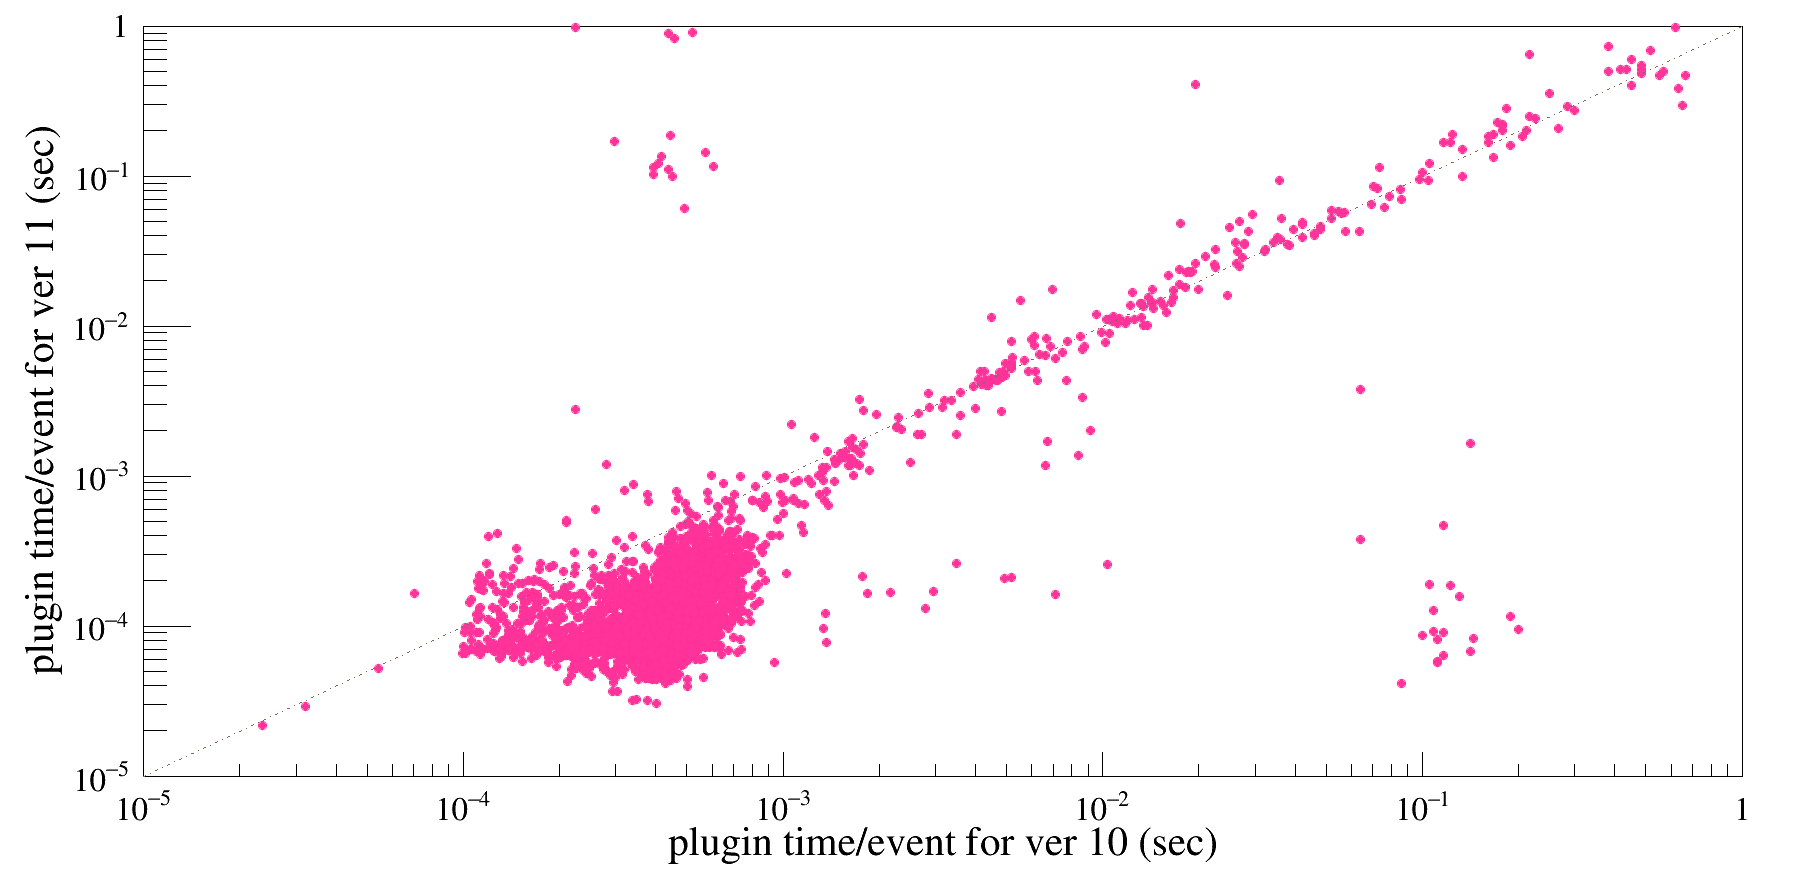 plugin time/event for ver 11 (sec)
1
10⁻¹
10⁻²
10⁻³
10⁻⁴
10⁻⁵
10⁻⁵ 10⁻⁴ 10⁻³ 10⁻² 10⁻¹ 1
plugin time/event for ver 10 (sec)